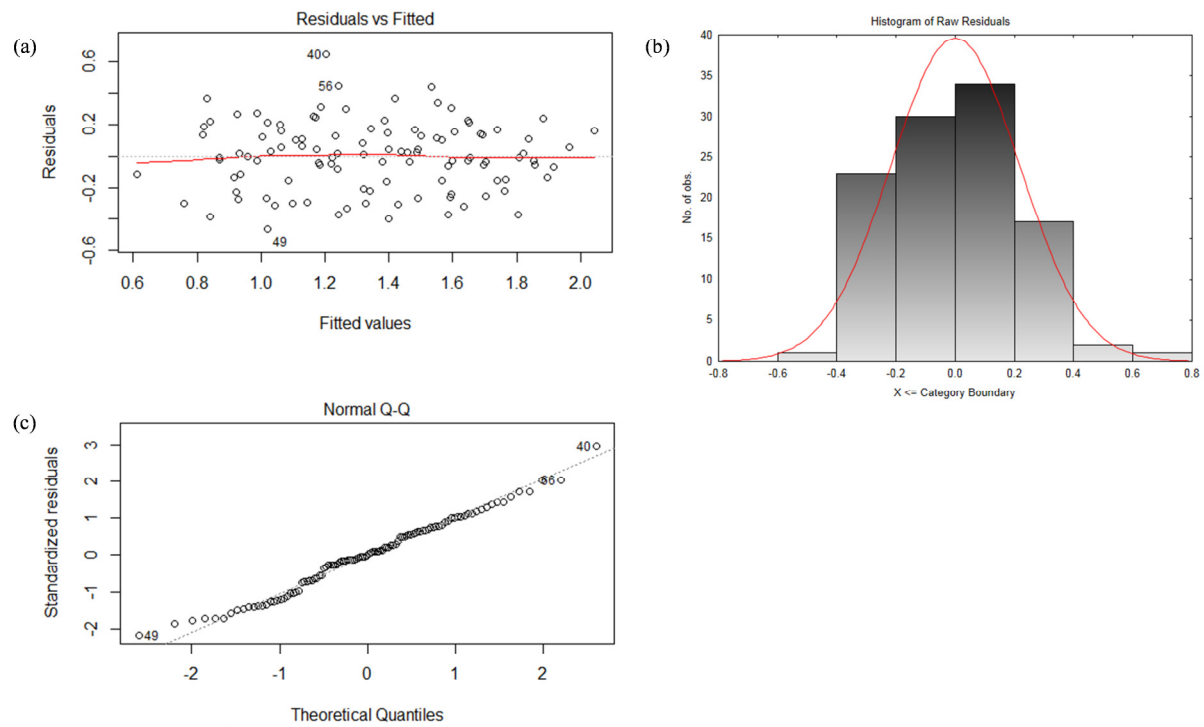 (a)
Residuals vs Fitted
Residuals
0.6
0.2
-0.2
-0.6
40
56
49
0.6 0.8 1.0 1.2 1.4 1.6 1.8 2.0
Fitted values
(b)
Histogram of Raw Residuals
No. of obs.
40
35
30
25
20
15
10
5
0
-0.8 -0.6 -0.4 -0.2 0.0 0.2 0.4 0.6 0.8
X <= Category Boundary
(c)
Normal Q-Q
Standardized residuals
3
2
1
0
-1
-2
40
49
-2 -1 0 1 2
Theoretical Quantiles